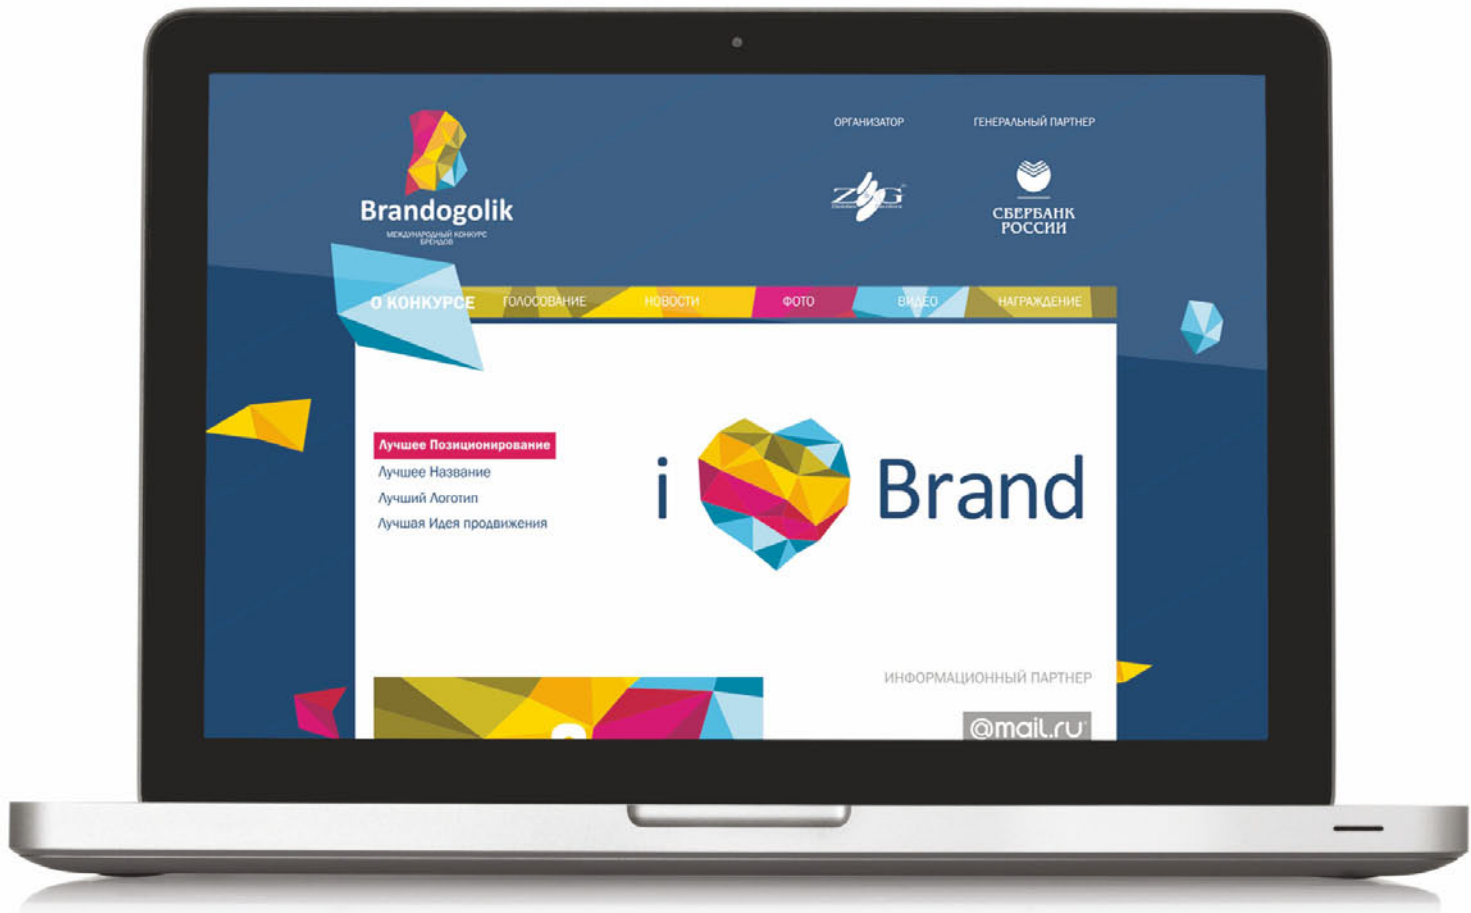 Brandogolik
МЕЖДУНАРОДНЫЙ КОНКУРС
БРЕНДОВ
ОРГАНИЗАТОР
ГЕНЕРАЛЬНЫЙ ПАРТНЕР
Z&G
СБЕРБАНК
РОССИИ
О КОНКУРСЕ ГОЛОСОВАНИЕ НОВОСТИ ФОТО ВИДЕО НАГРАЖДЕНИЕ
Лучшее Позиционирование
Лучшее Название
Лучший Логотип
Лучшая Идея продвижения
i Brand
ИНФОРМАЦИОННЫЙ ПАРТНЕР
@mail.ru